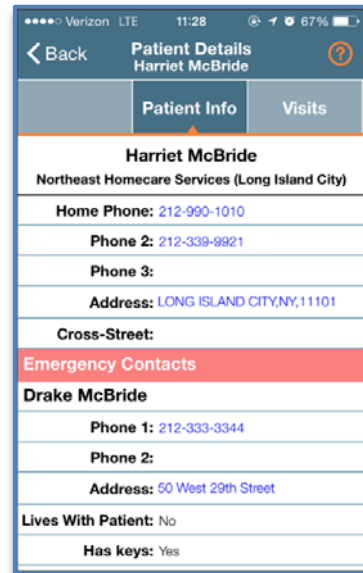 Verizon LTE 11:28 67%
Back Patient Details ?
Harriet McBride
Patient Info Visits
Harriet McBride
Northeast Homecare Services (Long Island City)
Home Phone: 212-990-1010
Phone 2: 212-339-9921
Phone 3:
Address: LONG ISLAND CITY,NY,11101
Cross-Street:
Emergency Contacts
Drake McBride
Phone 1: 212-333-3344
Phone 2:
Address: 50 West 29th Street
Lives With Patient: No
Has keys: Yes